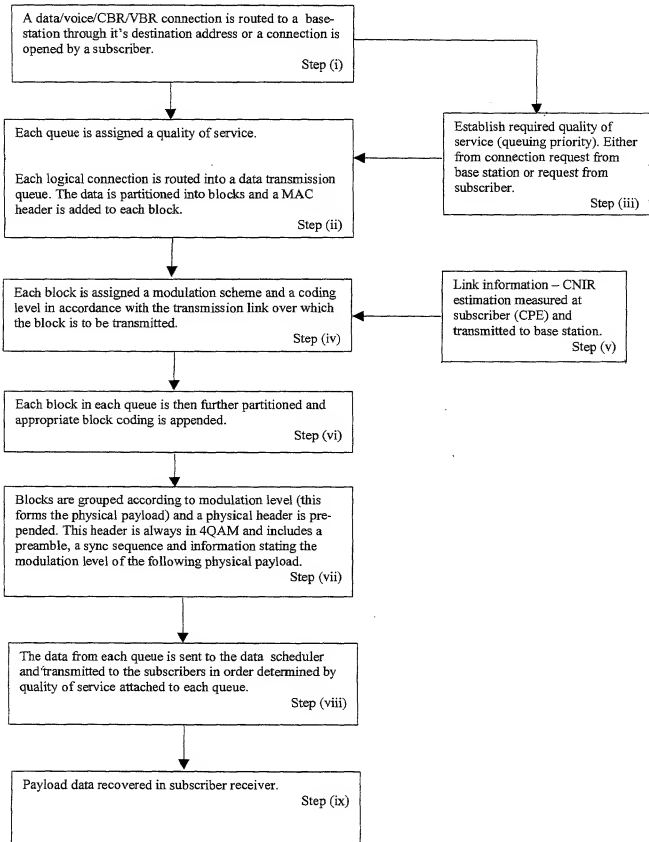 A data/voice/CBR/VBR connection is routed to a base-
station through it's destination address or a connection is
opened by a subscriber.
Step (i)
Each queue is assigned a quality of service.
Each logical connection is routed into a data transmission
queue. The data is partitioned into blocks and a MAC
header is added to each block.
Step (ii)
Establish required quality of
service (queuing priority). Either
from connection request from
base station or request from
subscriber.
Step (iii)
Each block is assigned a modulation scheme and a coding
level in accordance with the transmission link over which
the block is to be transmitted.
Step (iv)
Link information – CNIR
estimation measured at
subscriber (CPE) and
transmitted to base station.
Step (v)
Each block in each queue is then further partitioned and
appropriate block coding is appended.
Step (vi)
Blocks are grouped according to modulation level (this
forms the physical payload) and a physical header is pre-
pended. This header is always in 4QAM and includes a
preamble, a sync sequence and information stating the
modulation level of the following physical payload.
Step (vii)
The data from each queue is sent to the data scheduler
and transmitted to the subscribers in order determined by
quality of service attached to each queue.
Step (viii)
Payload data recovered in subscriber receiver.
Step (ix)